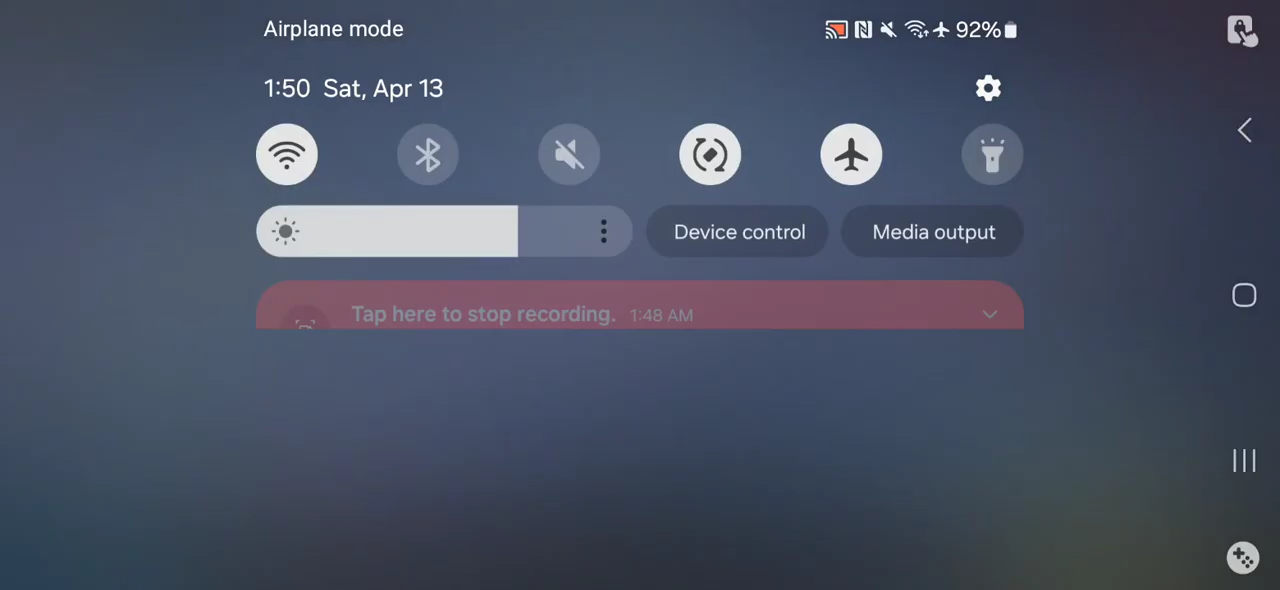 Airplane mode
92%
1:50 Sat, Apr 13
Device control
Media output
Tap here to stop recording. 1:48 AM